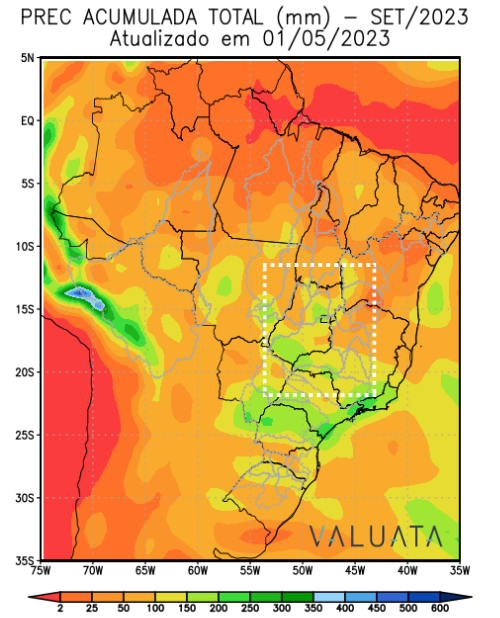 PREC ACUMULADA TOTAL (mm) – SET/2023
Atualizado em 01/05/2023
5N
EQ
5S
10S
15S
20S
25S
30S
35S
VALUATA
75W 70W 65W 60W 55W 50W 45W 40W 35W
2 25 50 100 150 200 250 300 350 400 450 500 600